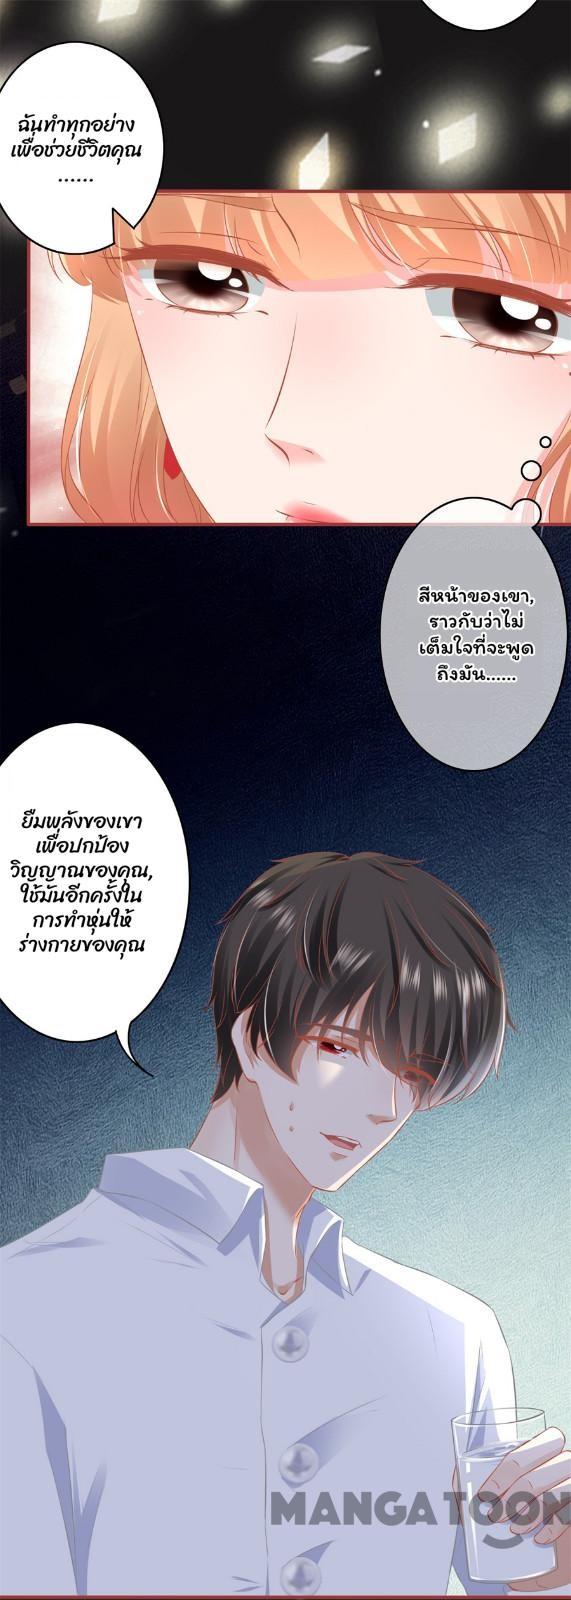 ฉันทำทุกอย่าง
เพื่อช่วยชีวิตคุณ
......
สีหน้าของเขา,
ราวกับว่าไม่
เต็มใจที่จะพูด
ถึงมัน......
ยืมพลังของเขา
เพื่อปกป้อง
วิญญาณของคุณ,
ใช้มันอีกครั้งใน
การทำหุ่นให้
ร่างกายของคุณ
MANGATOON